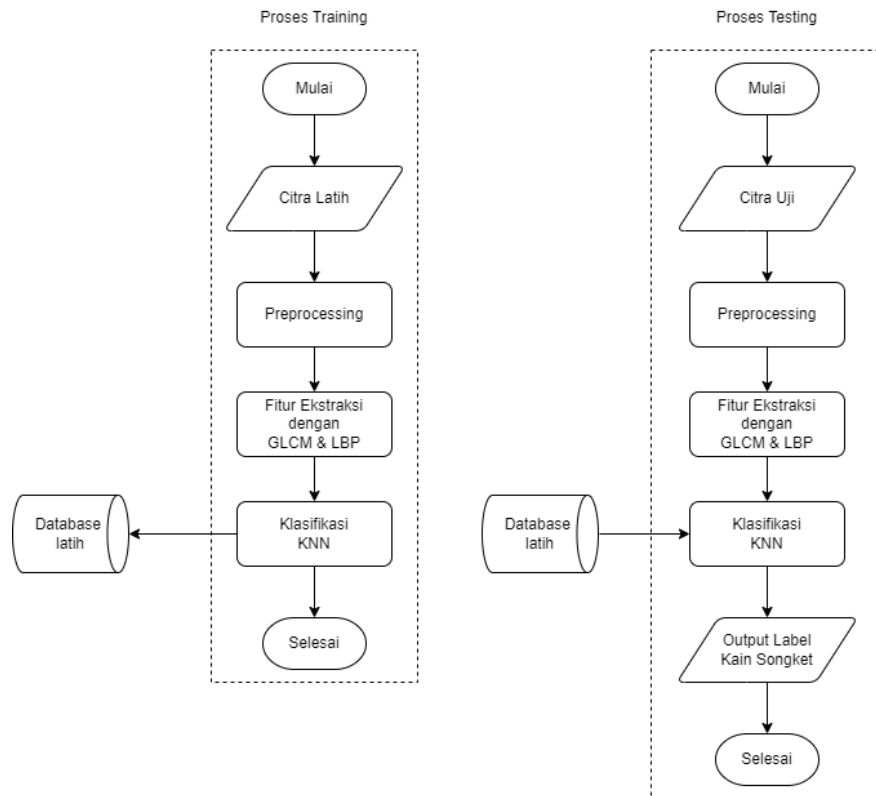 Proses Training
Mulai
Citra Latih
Preprocessing
Fitur Ekstraksi
dengan
GLCM & LBP
Database
latih
Klasifikasi
KNN
Selesai
Proses Testing
Mulai
Citra Uji
Preprocessing
Fitur Ekstraksi
dengan
GLCM & LBP
Database
latih
Klasifikasi
KNN
Output Label
Kain Songket
Selesai